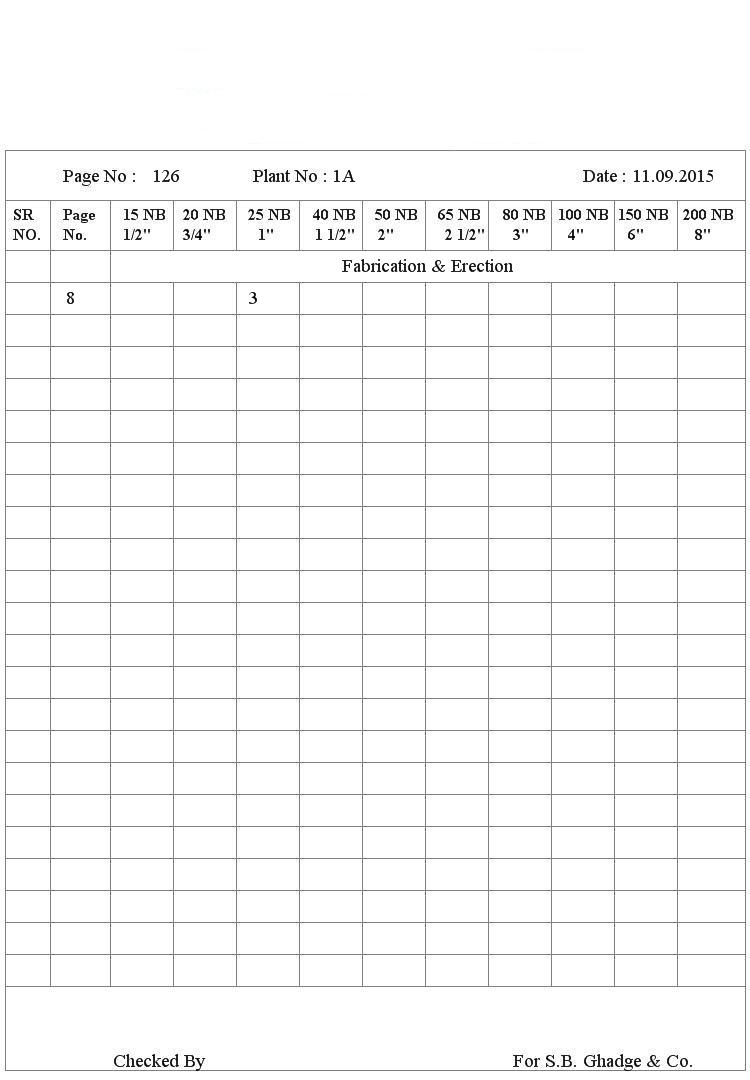 Page No : 126 Plant No : 1A Date : 11.09.2015
SR Page 15 NB 20 NB 25 NB 40 NB 50 NB 65 NB 80 NB 100 NB 150 NB 200 NB
NO. No. 1/2" 3/4" 1" 1 1/2" 2" 2 1/2" 3" 4" 6" 8"
Fabrication & Erection
8 3
Checked By For S.B. Ghadge & Co.